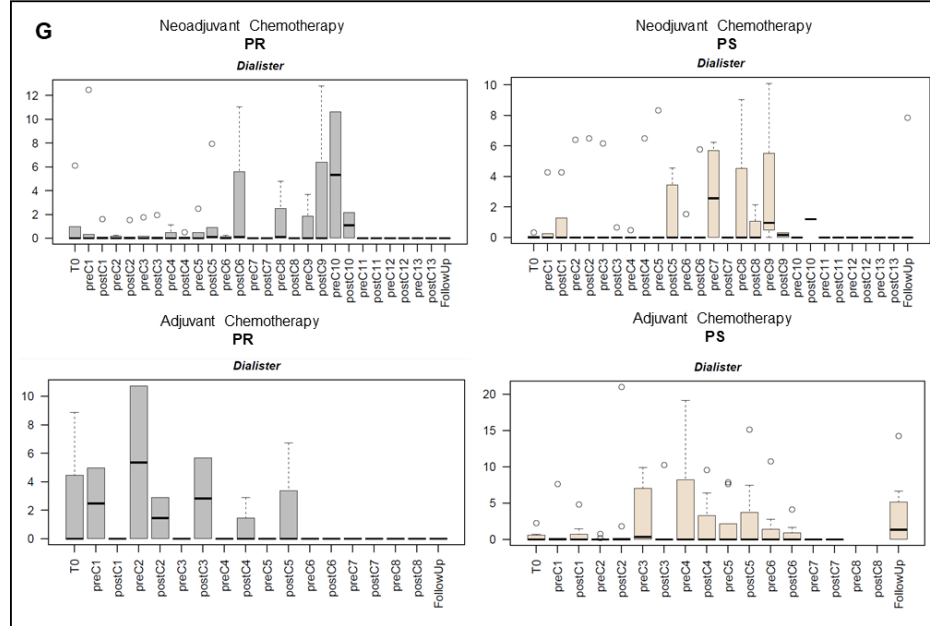 G
Neoadjuvant Chemotherapy
PR
Dialister
12
10
8
6
4
2
0
T0 preC1 postC1 preC2 postC2 preC3 postC3 preC4 postC4 preC5 postC5 preC6 postC6 preC7 postC7 preC8 postC8 preC9 postC9 preC10 postC10 preC11 postC11 preC12 postC12 preC13 postC13 FollowUp
Neodjuvant Chemotherapy
PS
Dialister
10
8
6
4
2
0
T0 preC1 postC1 preC2 postC2 preC3 postC3 preC4 postC4 preC5 postC5 preC6 postC6 preC7 postC7 preC8 postC8 preC9 postC9 preC10 postC10 preC11 postC11 preC12 postC12 preC13 postC13 FollowUp
Adjuvant Chemotherapy
PR
Dialister
10
8
6
4
2
0
T0 preC1 postC1 preC2 postC2 preC3 postC3 preC4 postC4 preC5 postC5 preC6 postC6 preC7 postC7 preC8 postC8 FollowUp
Adjuvant Chemotherapy
PS
Dialister
20
15
10
5
0
T0 preC1 postC1 preC2 postC2 preC3 postC3 preC4 postC4 preC5 postC5 preC6 postC6 preC7 postC7 preC8 postC8 FollowUp